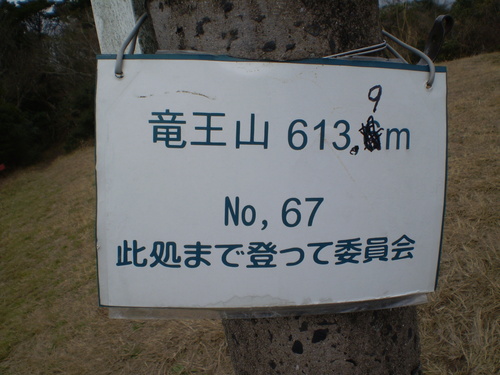 竜王山 613.9m
No, 67
此処まで登って委員会